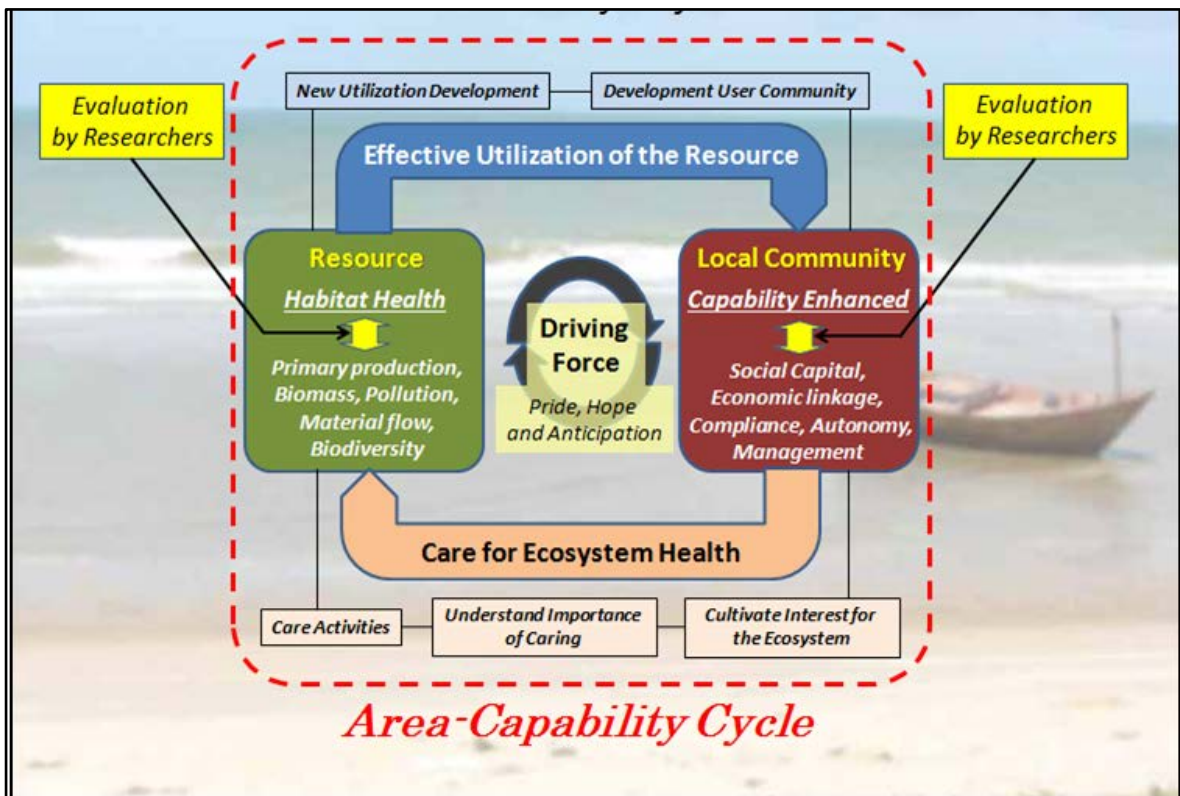 New Utilization Development
Development User Community
Evaluation
by Researchers
Evaluation
by Researchers
Effective Utilization of the Resource
Resource
Habitat Health
Primary production,
Biomass, Pollution,
Material flow,
Biodiversity
Driving
Force
Pride, Hope
and Anticipation
Local Community
Capability Enhanced
Social Capital,
Economic linkage,
Compliance, Autonomy,
Management
Care for Ecosystem Health
Care Activities
Understand Importance
of Caring
Cultivate Interest for
the Ecosystem
Area-Capability Cycle